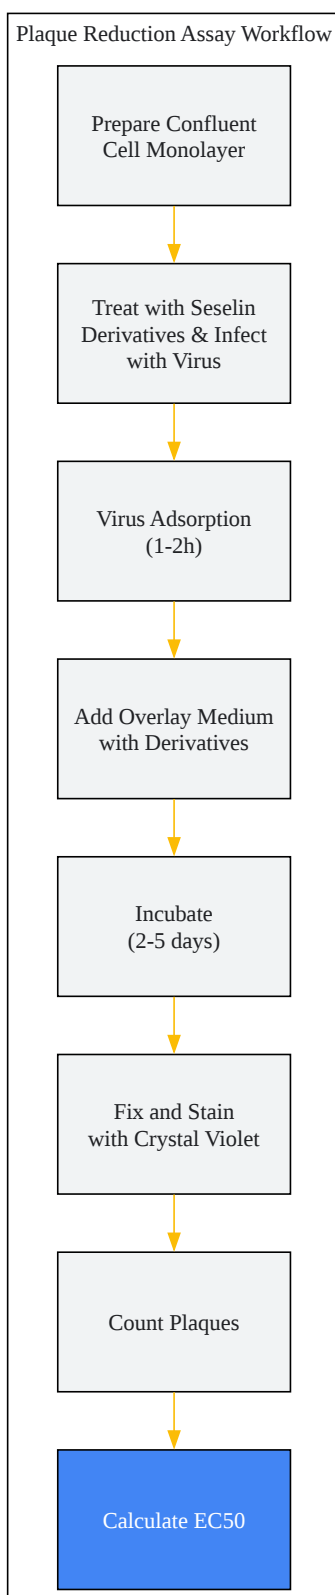 Plaque Reduction Assay Workflow
Prepare Confluent
Cell Monolayer
Treat with Seselin
Derivatives & Infect
with Virus
Virus Adsorption
(1-2h)
Add Overlay Medium
with Derivatives
Incubate
(2-5 days)
Fix and Stain
with Crystal Violet
Count Plaques
Calculate EC50